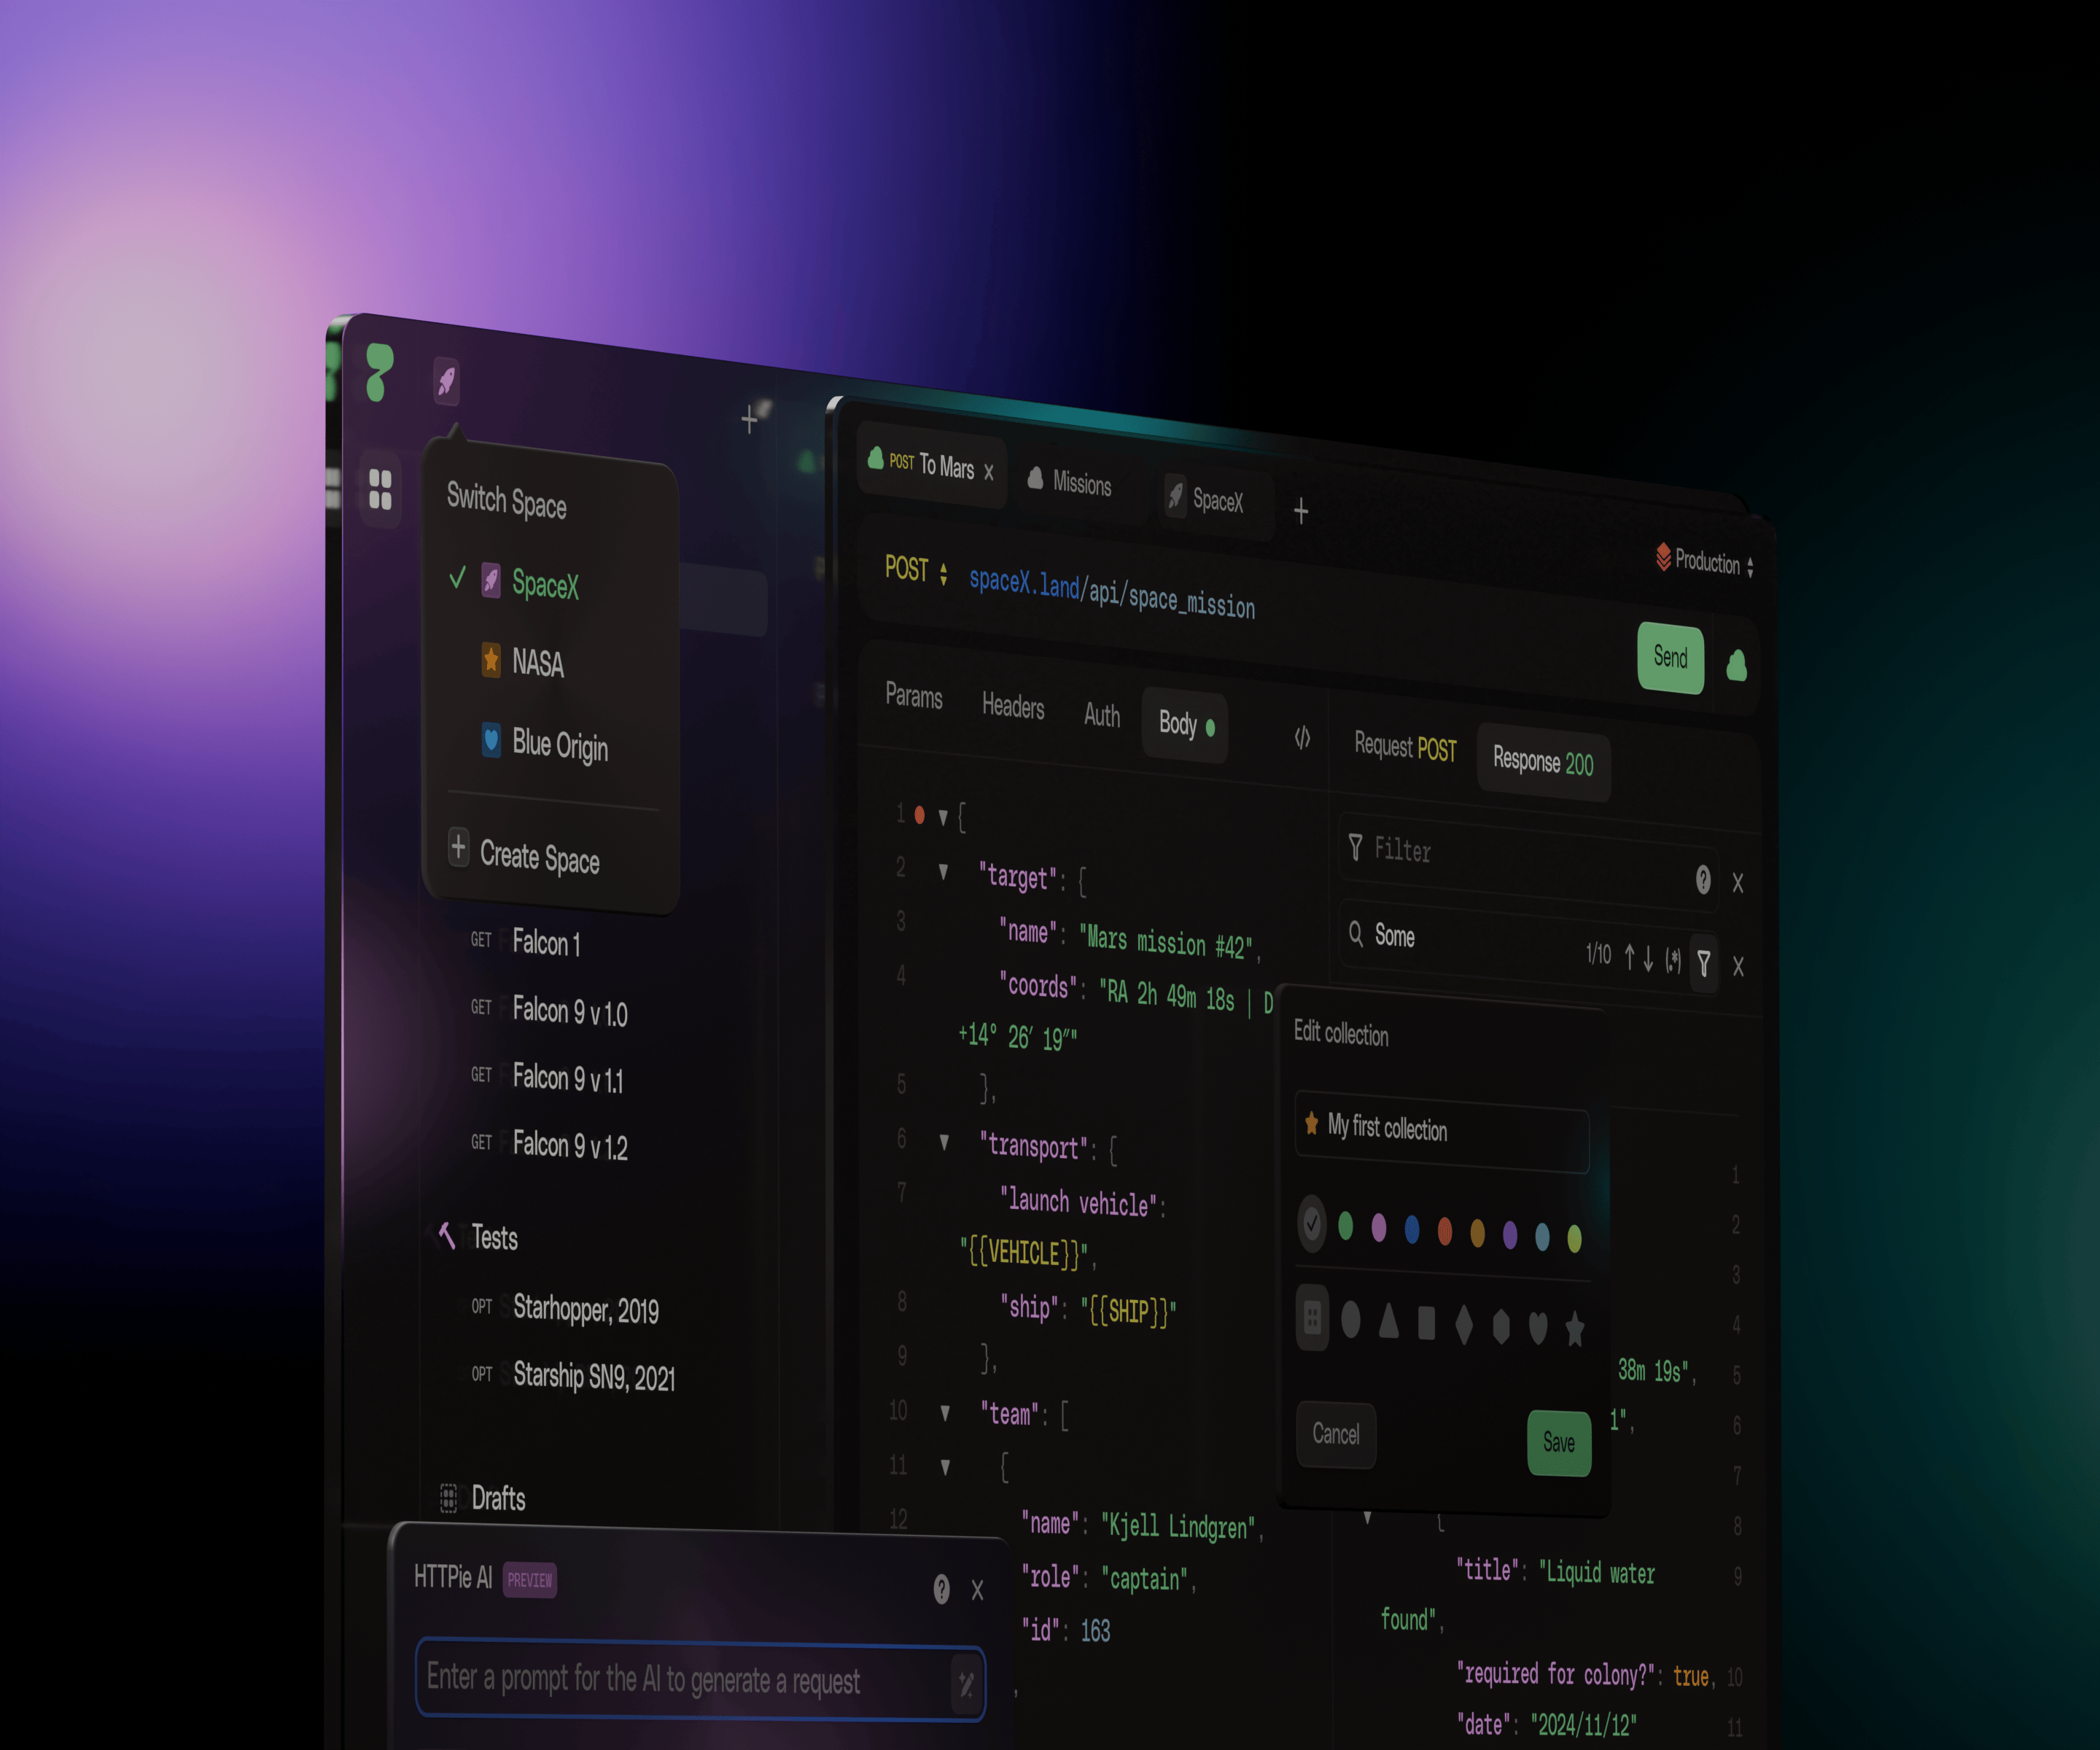 Switch Space
SpaceX
NASA
Blue Origin
Create Space
GET Falcon 1
GET Falcon 9 v 1.0
GET Falcon 9 v 1.1
GET Falcon 9 v 1.2
Tests
OPT Starhopper, 2019
OPT Starship SN9, 2021
Drafts
HTTPie AI PREVIEW
Enter a prompt for the AI to generate a request
POST To Mars
Missions
SpaceX
Production
POST spaceX.land/api/space_mission
Send
Params Headers Auth Body
1 {
2 "target": {
3 "name": "Mars mission #42",
4 "coords": "RA 2h 49m 18s | D
+14° 26′ 19″"
5 },
6 "transport": {
7 "launch vehicle":
"{{VEHICLE}}",
8 "ship": "{{SHIP}}"
9 },
10 "team": [
11 {
12 "name": "Kjell Lindgren",
"role": "captain",
"id": 163
,
Request POST Response 200
Filter
Some 1/10 (.*)
Edit collection
My first collection
Cancel Save
1
2
3
4
38m 19s", 5
1", 6
7
{ 8
"title": "Liquid water 9
found",
"required for colony?": true, 10
"date": "2024/11/12" 11